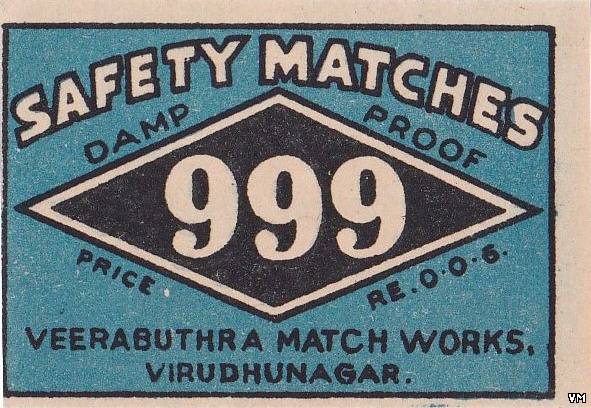 SAFETY MATCHES
DAMP PROOF
999
PRICE RE.0-0-6.
VEERABUTHRA MATCH WORKS,
VIRUDHUNAGAR.
VM